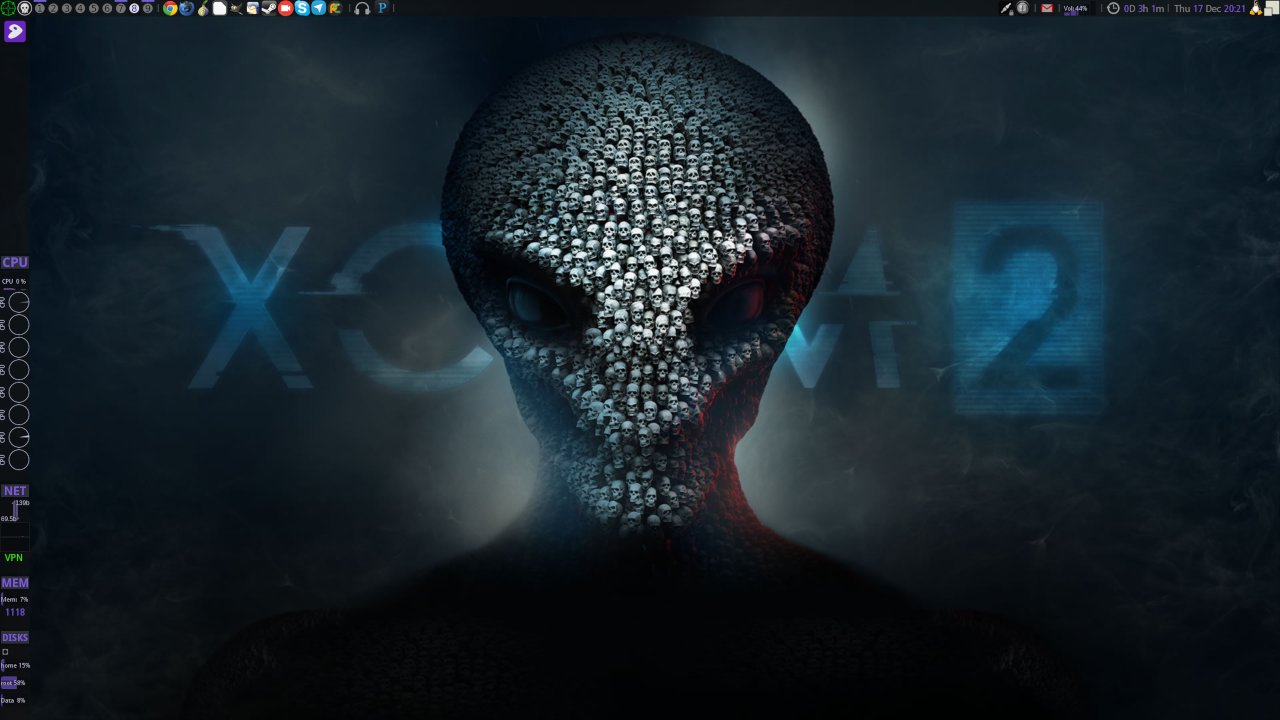 1 2 3 4 5 6 7 8 9
P
Vol: 44%
0D 3h 1m
Thu 17 Dec 20:21
XCOM 2
CPU
CPU 0%
NET
139b
69.5b
VPN
MEM
Mem: 7%
1118
DISKS
home 15%
root 58%
Data 8%